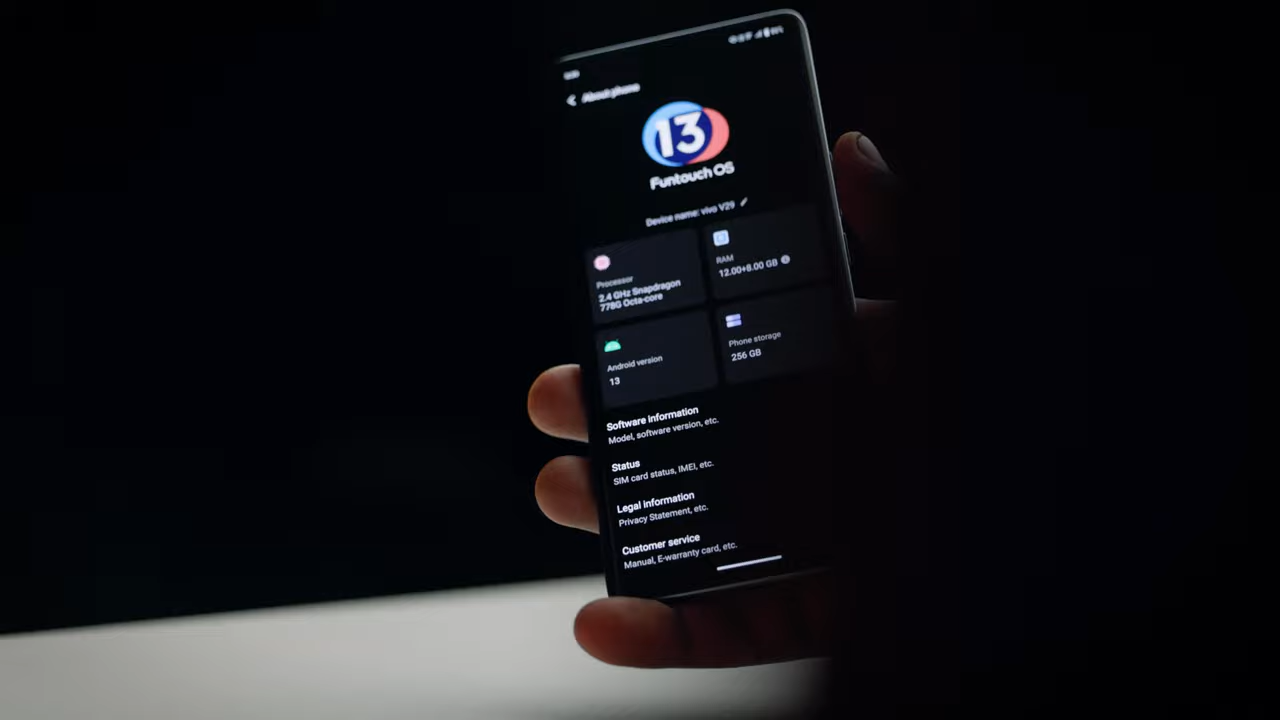 About phone
13
Funtouch OS
Device name: vivo V29
Processor
2.4 GHz Snapdragon
778G Octa-core
RAM
12.00+8.00 GB
Android version
13
Phone storage
256 GB
Software information
Model, software version, etc.
Status
SIM card status, IMEI, etc.
Legal information
Privacy Statement, etc.
Customer service
Manual, E-warranty card, etc.